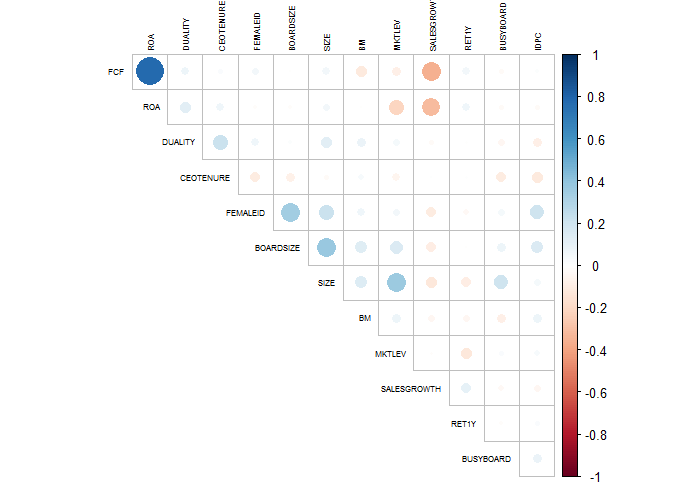 ROA
DUALITY
CEOTENURE
FEMALEID
BOARDSIZE
SIZE
BM
MKTLEV
SALESGROWTH
RET1Y
BUSYBOARD
IDPC
FCF
ROA
DUALITY
CEOTENURE
FEMALEID
BOARDSIZE
SIZE
BM
MKTLEV
SALESGROWTH
RET1Y
BUSYBOARD
1
0.8
0.6
0.4
0.2
0
-0.2
-0.4
-0.6
-0.8
-1